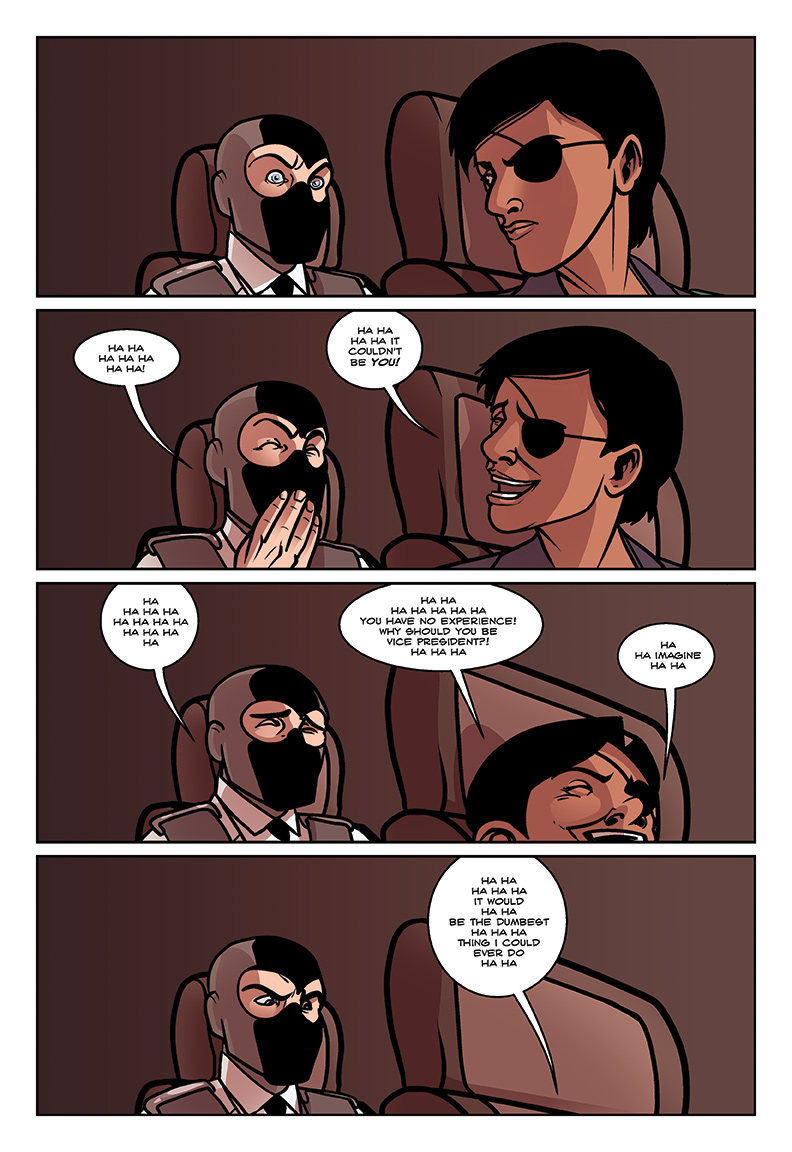 HA HA
HA HA HA
HA HA!
HA HA
HA HA IT
COULDN'T
BE YOU!
HA
HA HA HA
HA HA HA HA
HA HA HA
HA
HA HA
HA HA HA HA HA
YOU HAVE NO EXPERIENCE!
WHY SHOULD YOU BE
VICE PRESIDENT?!
HA HA HA
HA
HA IMAGINE
HA HA
HA HA
HA HA HA
IT WOULD
HA HA
BE THE DUMBEST
HA HA HA
THING I COULD
EVER DO
HA HA